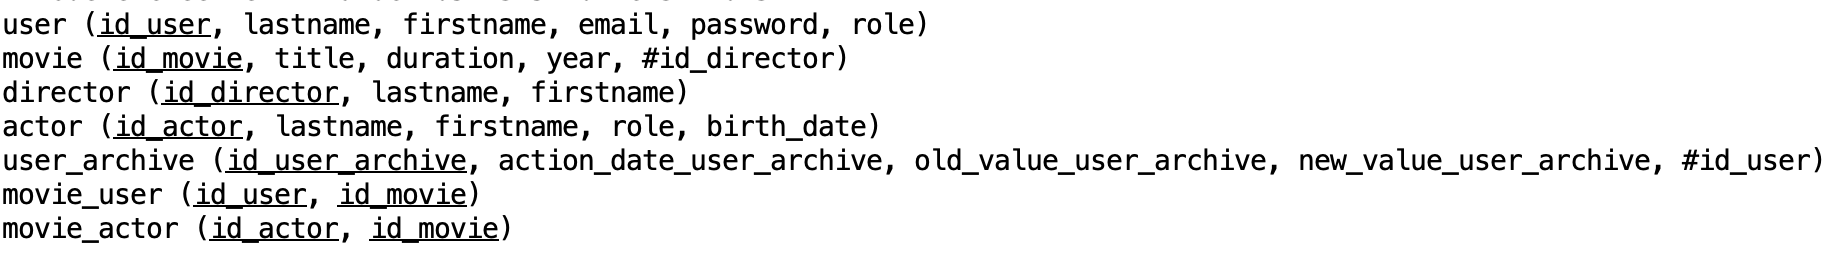 user (id_user, lastname, firstname, email, password, role)
movie (id_movie, title, duration, year, #id_director)
director (id_director, lastname, firstname)
actor (id_actor, lastname, firstname, role, birth_date)
user_archive (id_user_archive, action_date_user_archive, old_value_user_archive, new_value_user_archive, #id_user)
movie_user (id_user, id_movie)
movie_actor (id_actor, id_movie)